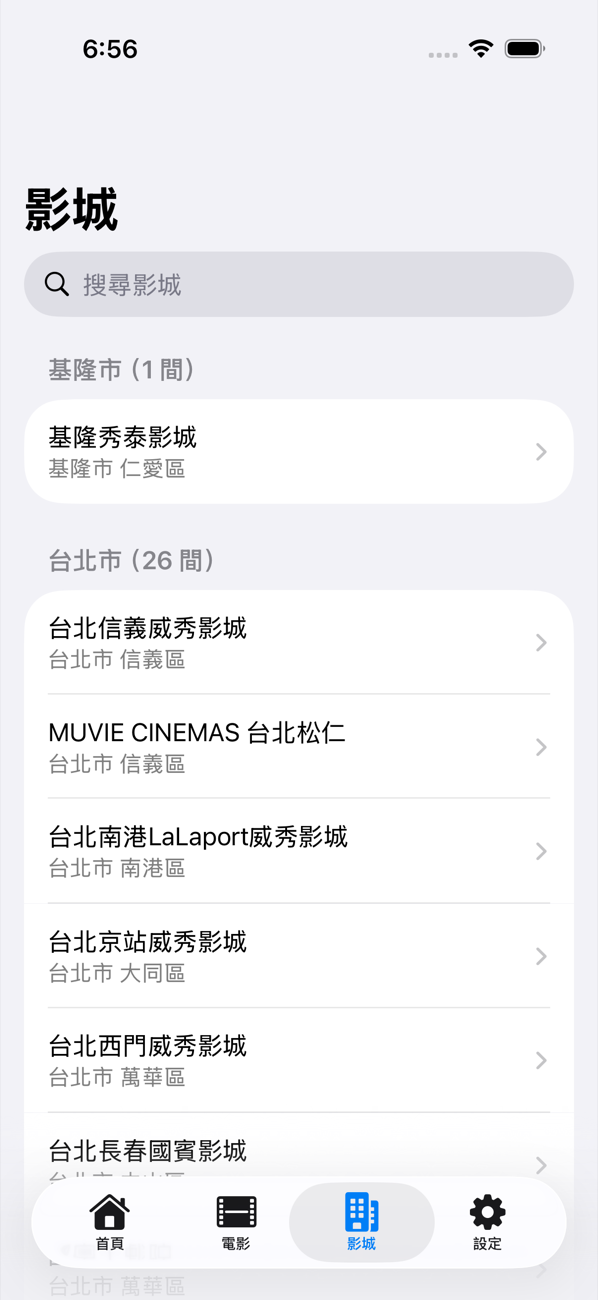 6:56
影城
搜尋影城
基隆市（1 間）
基隆秀泰影城
基隆市 仁愛區
台北市（26 間）
台北信義威秀影城
台北市 信義區
MUVIE CINEMAS 台北松仁
台北市 信義區
台北南港LaLaport威秀影城
台北市 南港區
台北京站威秀影城
台北市 大同區
台北西門威秀影城
台北市 萬華區
台北長春國賓影城
台北市 中山區
首頁
電影
影城
設定
台北市 萬華區